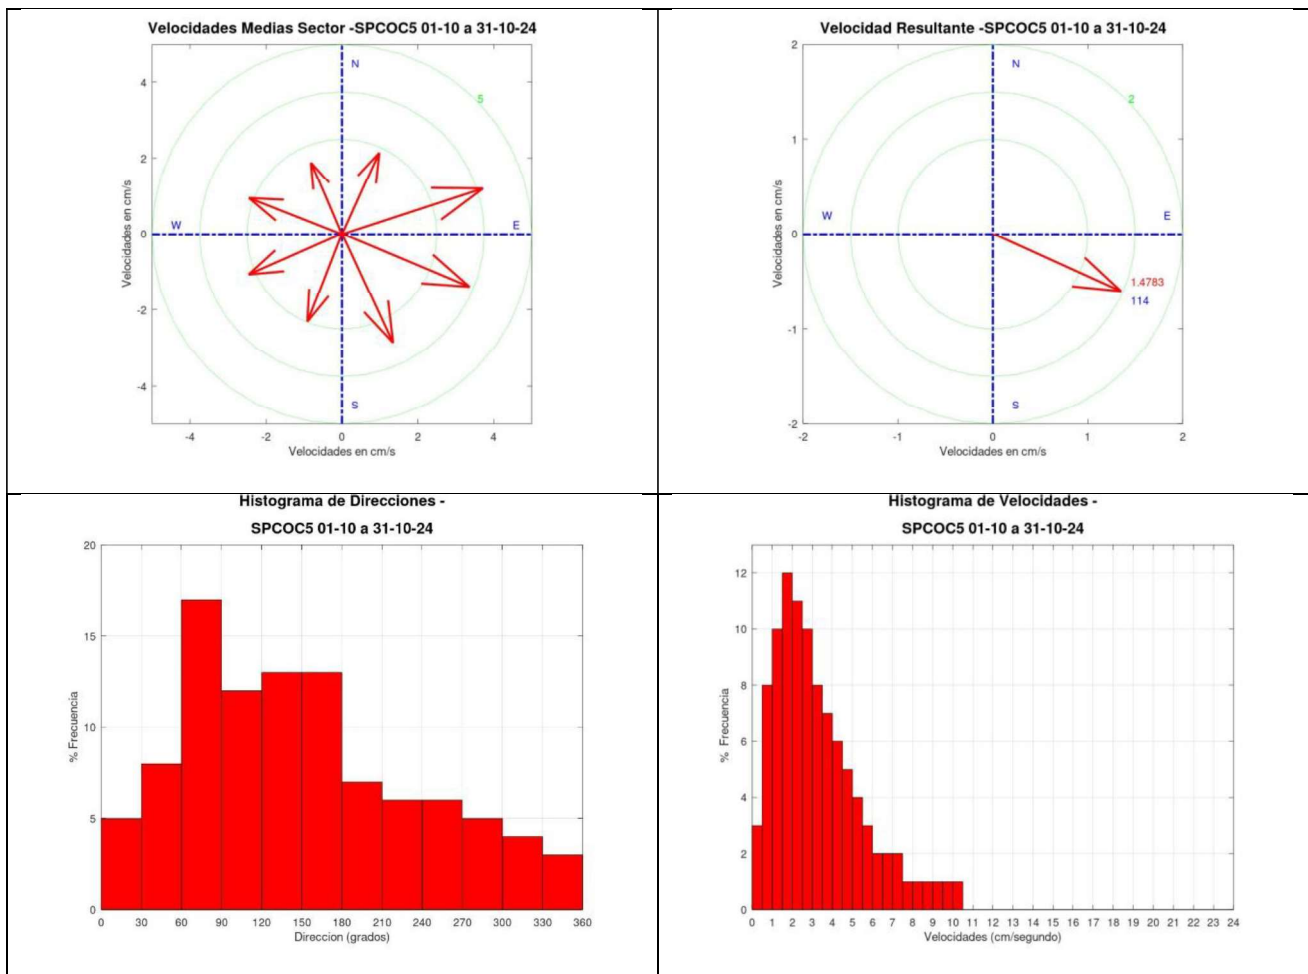 Velocidades Medias Sector -SPCOC5 01-10 a 31-10-24
N
5
W
E
S
4
2
0
-2
-4
-4
-2
0
2
4
Velocidades en cm/s
Velocidades en cm/s
Velocidad Resultante -SPCOC5 01-10 a 31-10-24
N
2
W
E
1.4783
114
S
2
1
0
-1
-2
-2
-1
0
1
2
Velocidades en cm/s
Velocidades en cm/s
Histograma de Direcciones -
SPCOC5 01-10 a 31-10-24
20
15
10
5
0
% Frecuencia
0 30 60 90 120 150 180 210 240 270 300 330 360
Direccion (grados)
Histograma de Velocidades -
SPCOC5 01-10 a 31-10-24
12
10
8
6
4
2
0
% Frecuencia
0 1 2 3 4 5 6 7 8 9 10 11 12 13 14 15 16 17 18 19 20 21 22 23 24
Velocidades (cm/segundo)